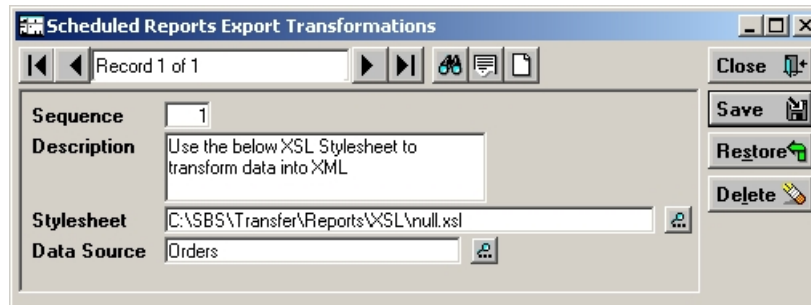 Scheduled Reports Export Transformations
Record 1 of 1
Close
Sequence 1
Save
Description Use the below XSL Stylesheet to
transform data into XML
Restore
Delete
Stylesheet C:\SBS\Transfer\Reports\XSL\null.xsl
Data Source Orders